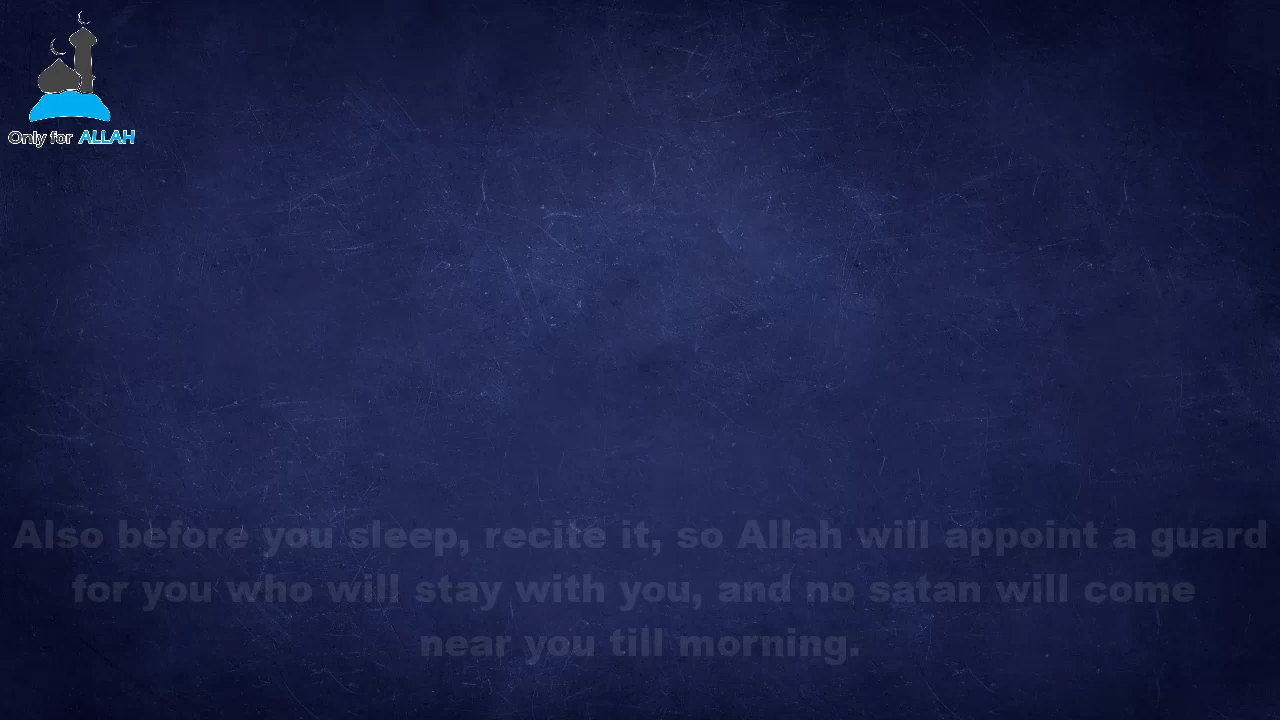 Only for ALLAH
Also before you sleep, recite it, so Allah will appoint a guard
for you who will stay with you, and no satan will come
near you till morning.